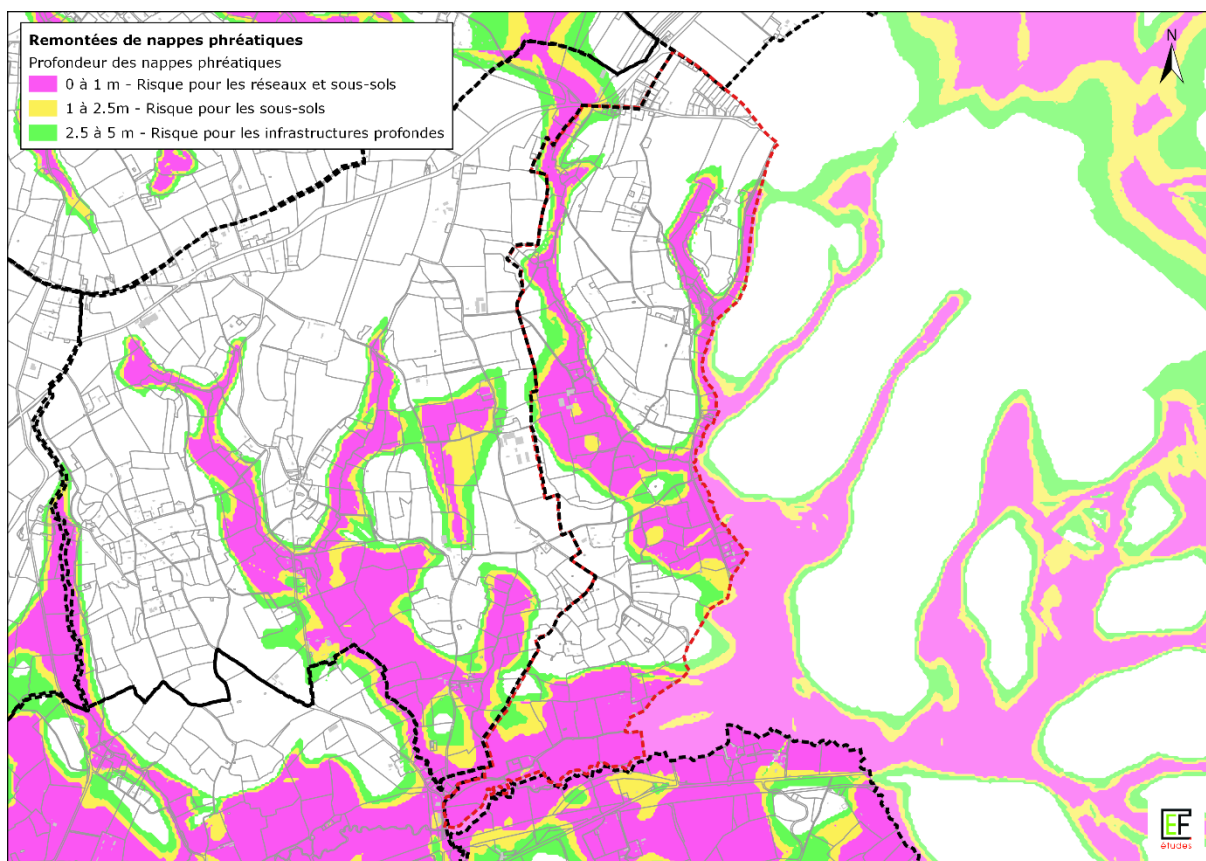 Remontées de nappes phréatiques
Profondeur des nappes phréatiques
0 à 1 m - Risque pour les réseaux et sous-sols
1 à 2.5m - Risque pour les sous-sols
2.5 à 5 m - Risque pour les infrastructures profondes
N
CEF
études